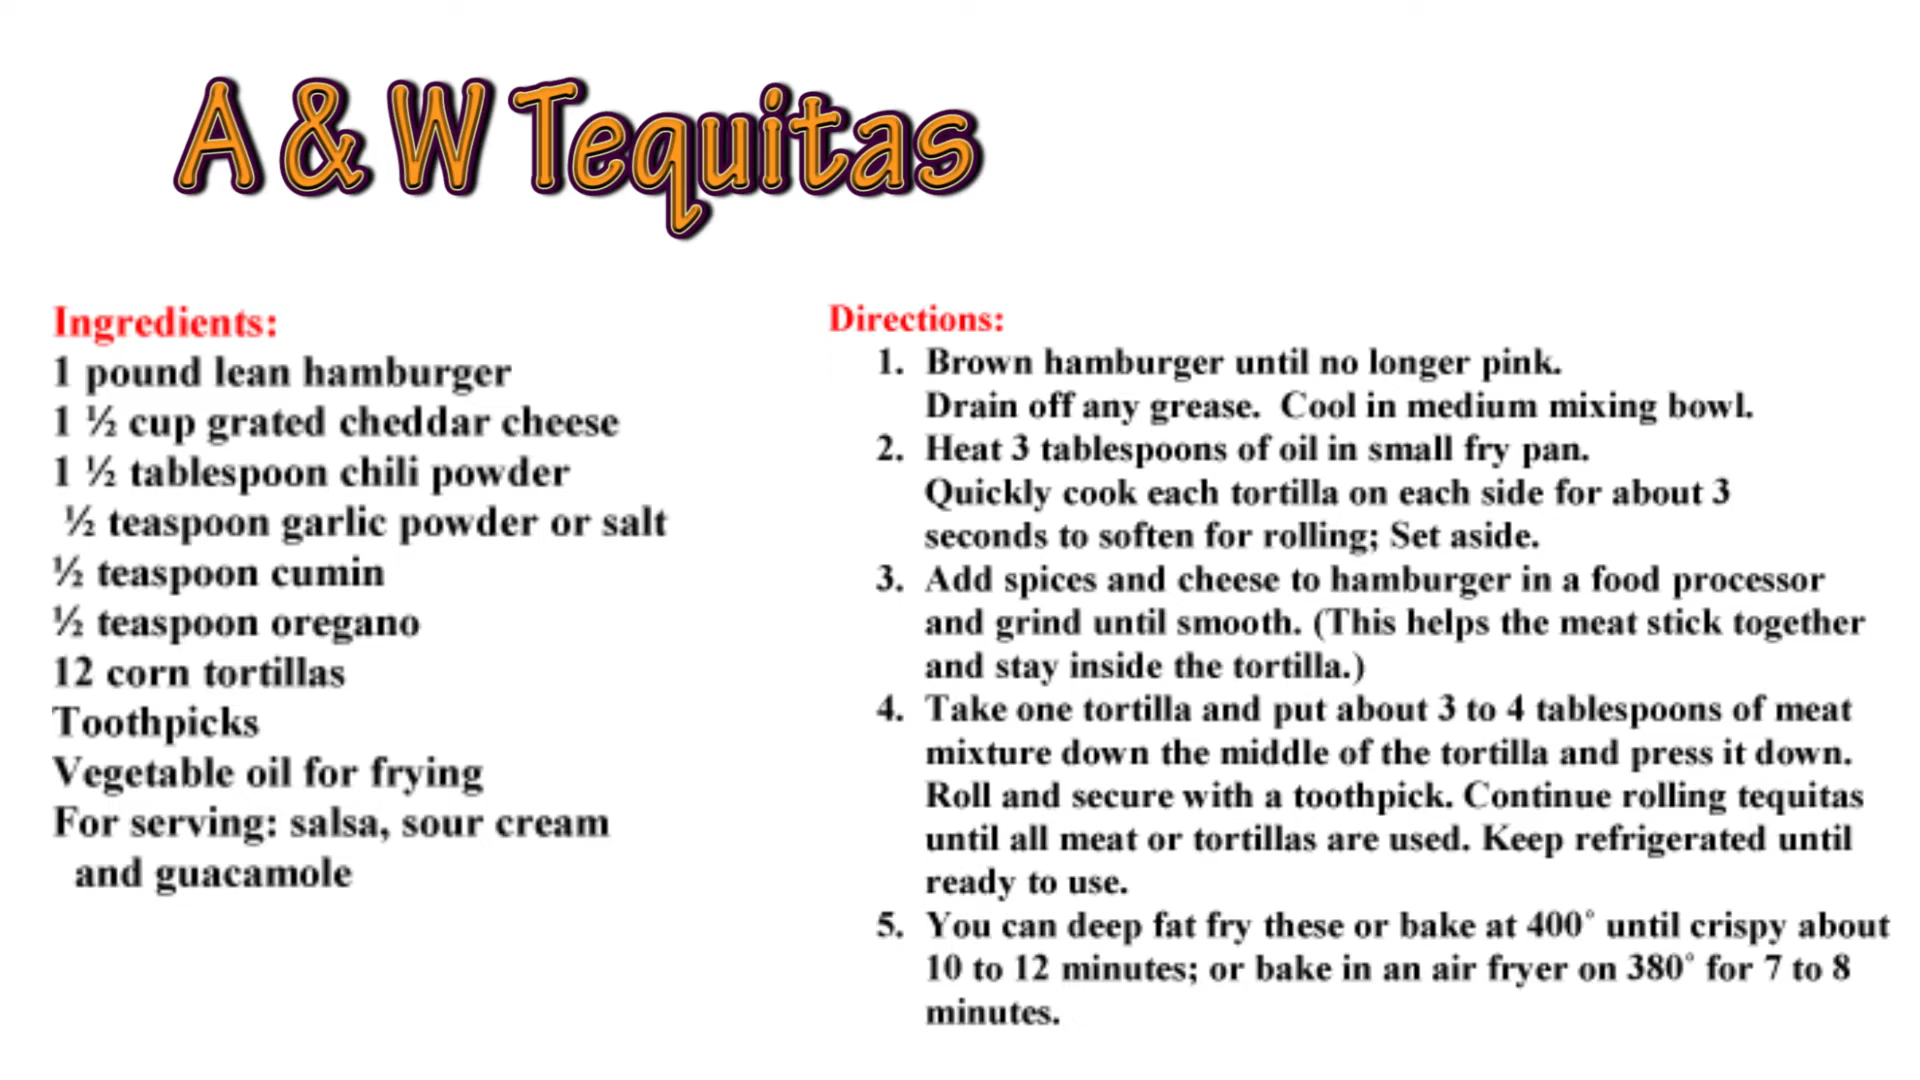 A & W Tequitas
Ingredients:
1 pound lean hamburger
1 ½ cup grated cheddar cheese
1 ½ tablespoon chili powder
½ teaspoon garlic powder or salt
½ teaspoon cumin
½ teaspoon oregano
12 corn tortillas
Toothpicks
Vegetable oil for frying
For serving: salsa, sour cream
and guacamole
Directions:
1. Brown hamburger until no longer pink.
Drain off any grease. Cool in medium mixing bowl.
2. Heat 3 tablespoons of oil in small fry pan.
Quickly cook each tortilla on each side for about 3
seconds to soften for rolling; Set aside.
3. Add spices and cheese to hamburger in a food processor
and grind until smooth. (This helps the meat stick together
and stay inside the tortilla.)
4. Take one tortilla and put about 3 to 4 tablespoons of meat
mixture down the middle of the tortilla and press it down.
Roll and secure with a toothpick. Continue rolling tequitas
until all meat or tortillas are used. Keep refrigerated until
ready to use.
5. You can deep fat fry these or bake at 400˚ until crispy about
10 to 12 minutes; or bake in an air fryer on 380˚ for 7 to 8
minutes.